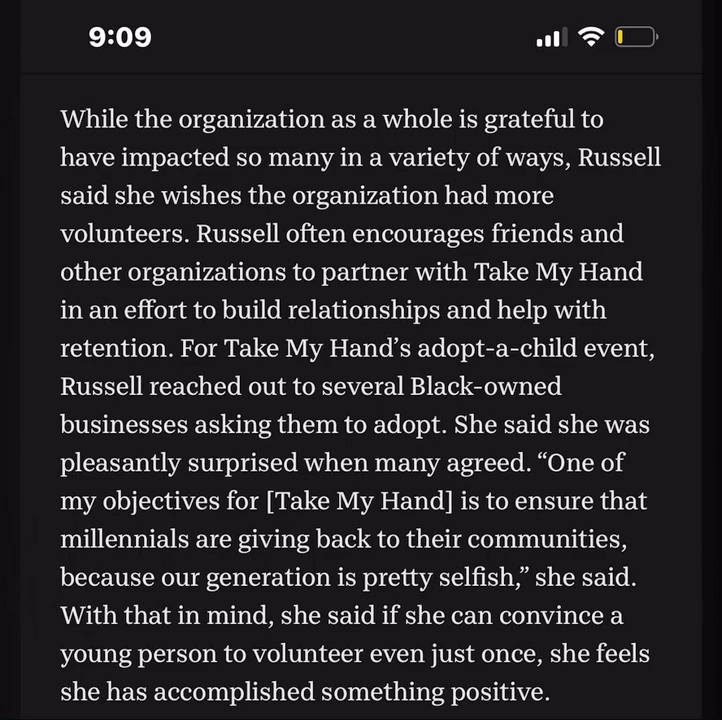 9:09
While the organization as a whole is grateful to
have impacted so many in a variety of ways, Russell
said she wishes the organization had more
volunteers. Russell often encourages friends and
other organizations to partner with Take My Hand
in an effort to build relationships and help with
retention. For Take My Hand’s adopt-a-child event,
Russell reached out to several Black-owned
businesses asking them to adopt. She said she was
pleasantly surprised when many agreed. “One of
my objectives for [Take My Hand] is to ensure that
millennials are giving back to their communities,
because our generation is pretty selfish,” she said.
With that in mind, she said if she can convince a
young person to volunteer even just once, she feels
she has accomplished something positive.